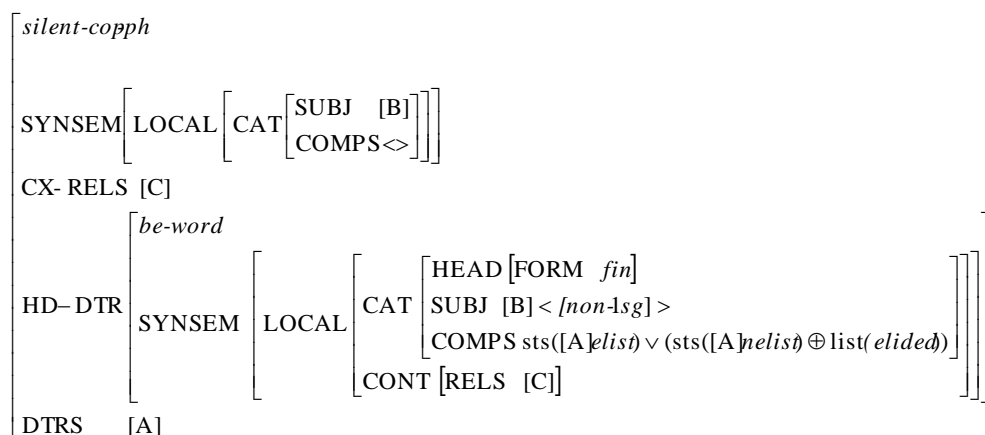 silent-copph
SUBJ [B]
SYNSEM LOCAL CAT
COMPS<>
CX- RELS [C]
be-word
HEAD [FORM fin]
HD– DTR SYNSEM LOCAL CAT SUBJ [B] < [non-1sg] >
COMPS sts([A]elist) ∨ (sts([A]nelist) ⊕ list(elided))
CONT [RELS [C]]
DTRS [A]